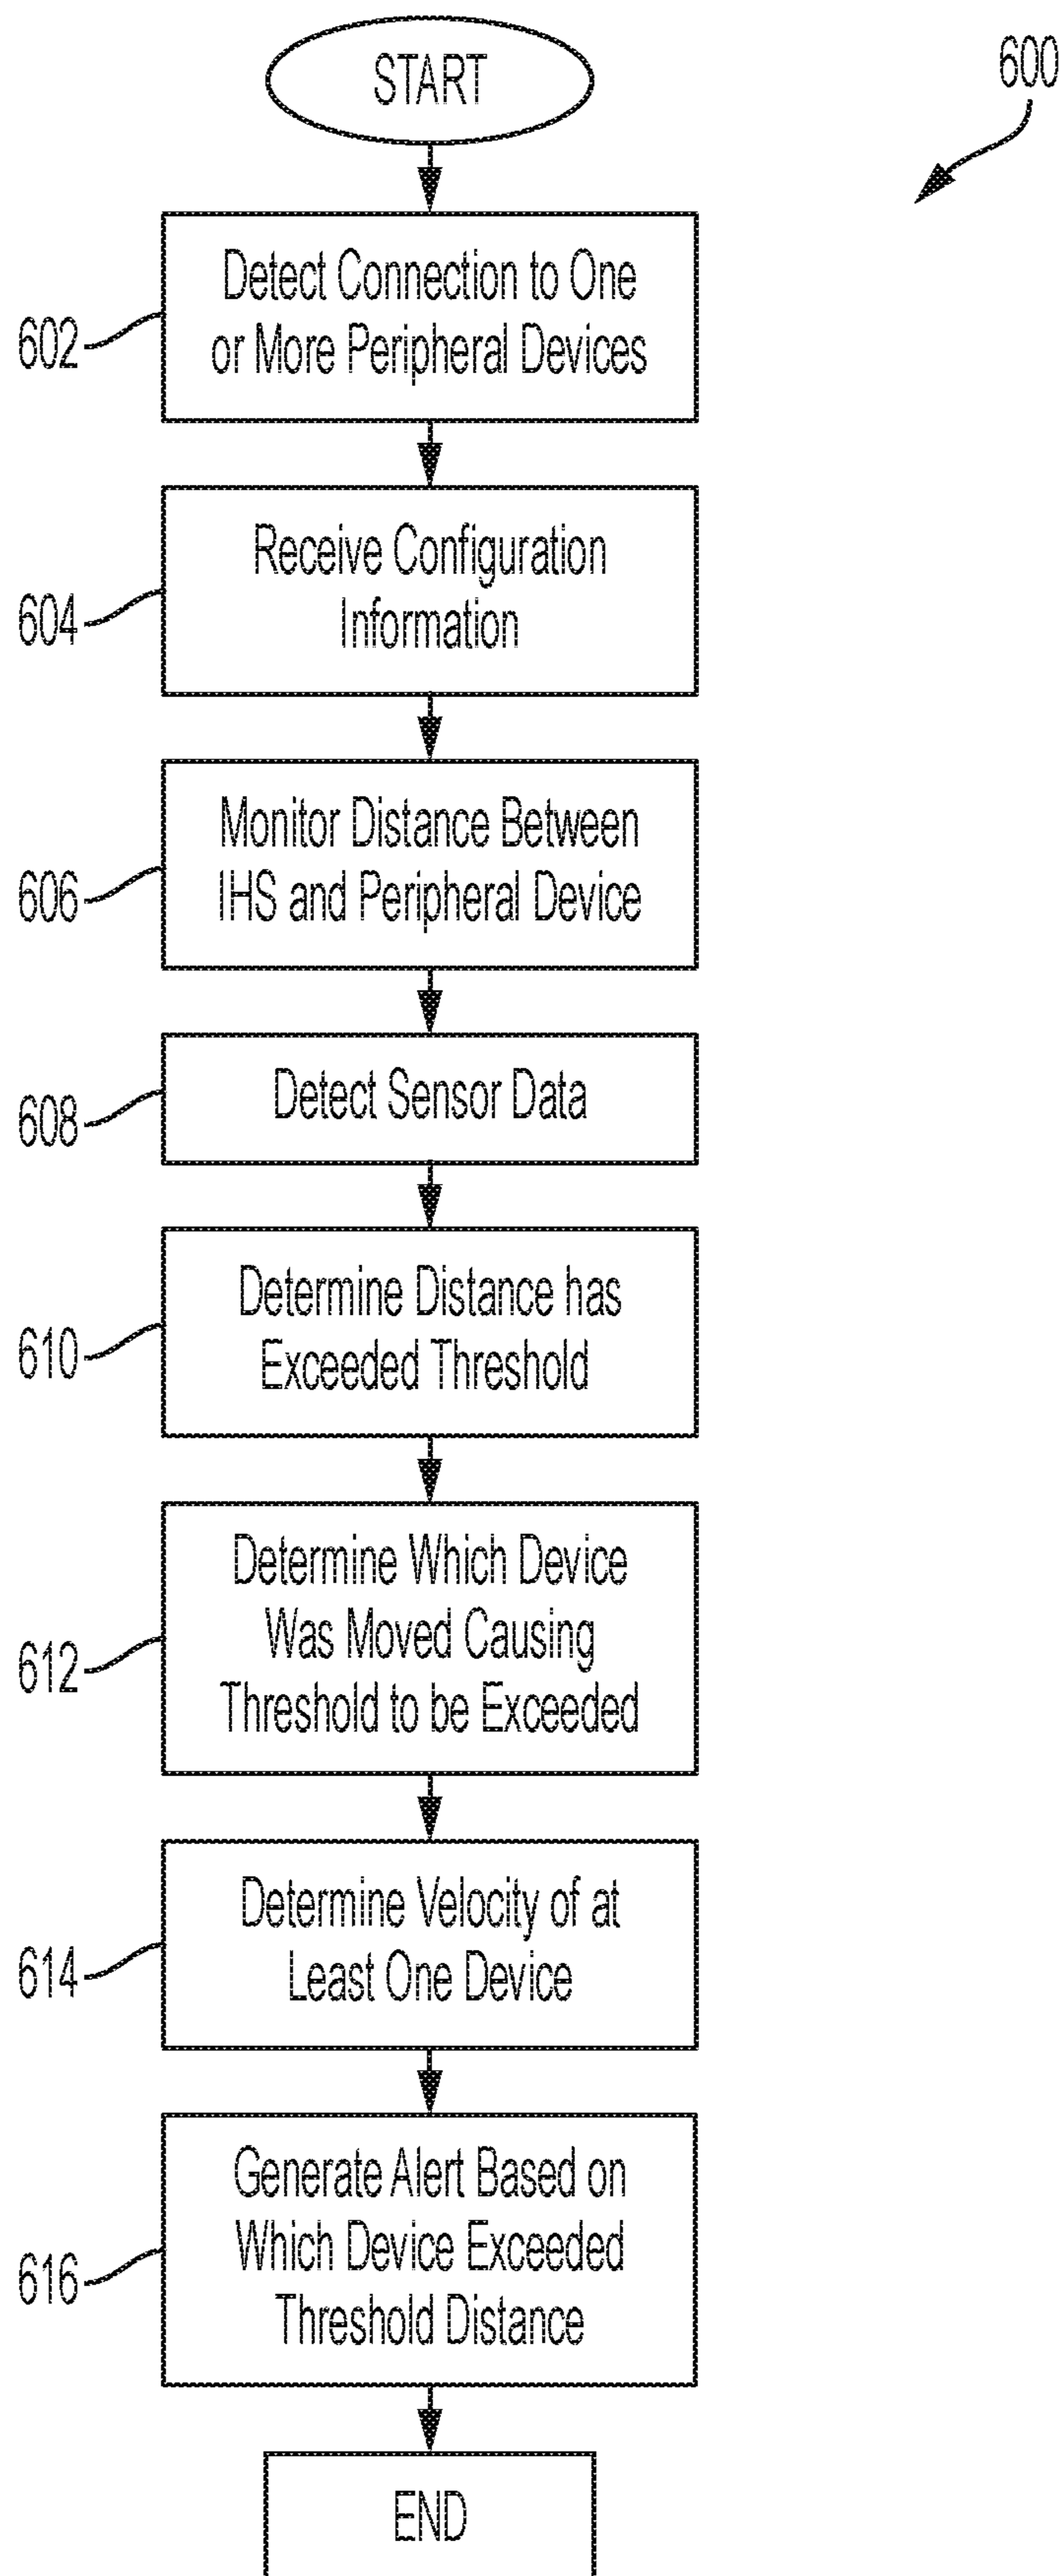 START
600
602
Detect Connection to One
or More Peripheral Devices
604
Receive Configuration
Information
606
Monitor Distance Between
IHS and Peripheral Device
608
Detect Sensor Data
610
Determine Distance has
Exceeded Threshold
612
Determine Which Device
Was Moved Causing
Threshold to be Exceeded
614
Determine Velocity of at
Least One Device
616
Generate Alert Based on
Which Device Exceeded
Threshold Distance
END